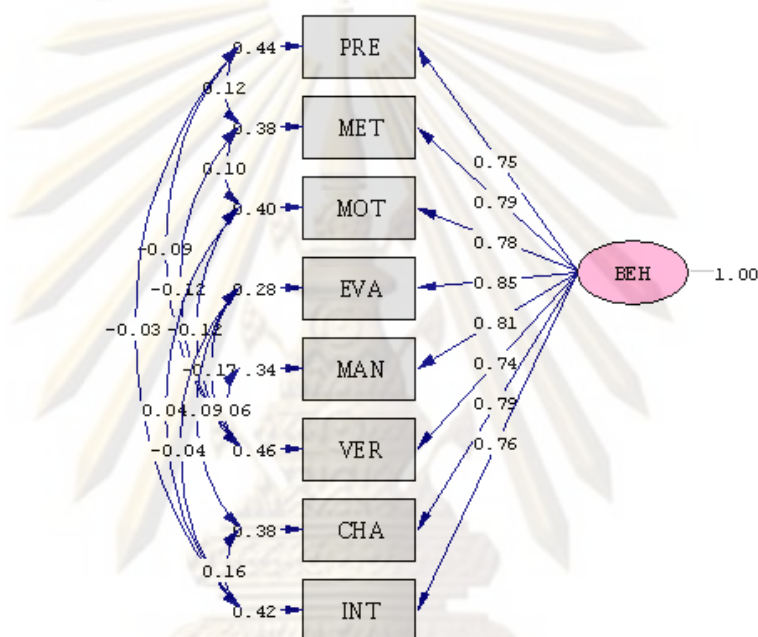 0.44 PRE
0.12
0.38 MET
0.75
0.10
0.79
0.40 MOT
0.78
-0.09
BEH 1.00
-0.12
0.28 EVA
0.85
-0.03 -0.12
0.81
-0.17 .34 MAN
0.74
0.04 .09 06
0.79
-0.04
0.46 VER
0.76
0.38 CHA
0.16
0.42 INT